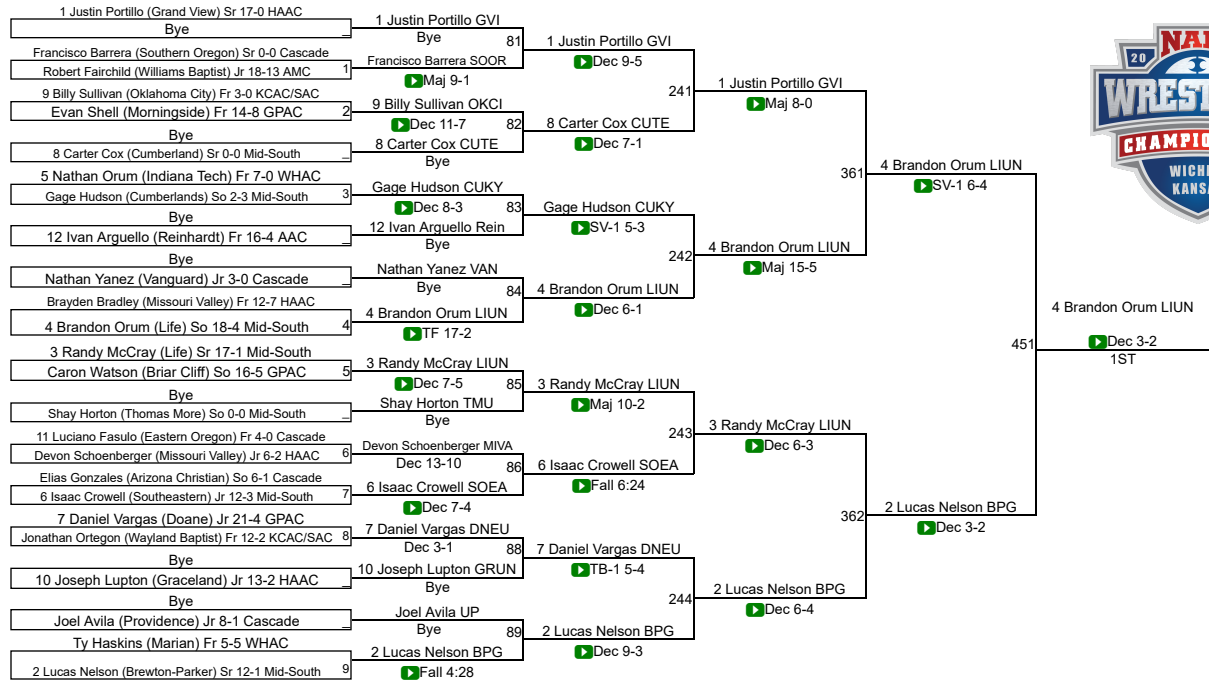 1 Justin Portillo (Grand View) Sr 17-0 HAAC
Bye _
Francisco Barrera (Southern Oregon) Sr 0-0 Cascade
Robert Fairchild (Williams Baptist) Jr 18-13 AMC 1
9 Billy Sullivan (Oklahoma City) Fr 3-0 KCAC/SAC
Evan Shell (Morningside) Fr 14-8 GPAC 2
Bye
8 Carter Cox (Cumberland) Sr 0-0 Mid-South _
5 Nathan Orum (Indiana Tech) Fr 7-0 WHAC
Gage Hudson (Cumberlands) So 2-3 Mid-South 3
Bye
12 Ivan Arguello (Reinhardt) Fr 16-4 AAC _
Bye
Nathan Yanez (Vanguard) Jr 3-0 Cascade _
Brayden Bradley (Missouri Valley) Fr 12-7 HAAC
4 Brandon Orum (Life) So 18-4 Mid-South 4
3 Randy McCray (Life) Sr 17-1 Mid-South
Caron Watson (Briar Cliff) So 16-5 GPAC 5
Bye
Shay Horton (Thomas More) So 0-0 Mid-South _
11 Luciano Fasulo (Eastern Oregon) Fr 4-0 Cascade
Devon Schoenberger (Missouri Valley) Jr 6-2 HAAC 6
Elias Gonzales (Arizona Christian) So 6-1 Cascade
6 Isaac Crowell (Southeastern) Jr 12-3 Mid-South 7
7 Daniel Vargas (Doane) Jr 21-4 GPAC
Jonathan Ortegon (Wayland Baptist) Fr 12-2 KCAC/SAC 8
Bye
10 Joseph Lupton (Graceland) Jr 13-2 HAAC _
Bye
Joel Avila (Providence) Jr 8-1 Cascade _
Ty Haskins (Marian) Fr 5-5 WHAC
2 Lucas Nelson (Brewton-Parker) Sr 12-1 Mid-South 9
1 Justin Portillo GVI
Bye
81
Francisco Barrera SOOR
Maj 9-1
9 Billy Sullivan OKCI
Dec 11-7
82
8 Carter Cox CUTE
Bye
Gage Hudson CUKY
Dec 8-3
83
12 Ivan Arguello Rein
Bye
Nathan Yanez VAN
Bye
84
4 Brandon Orum LIUN
TF 17-2
3 Randy McCray LIUN
Dec 7-5
85
Shay Horton TMU
Bye
Devon Schoenberger MIVA
Dec 13-10
86
6 Isaac Crowell SOEA
Dec 7-4
7 Daniel Vargas DNEU
Dec 3-1
88
10 Joseph Lupton GRUN
Bye
Joel Avila UP
Bye
89
2 Lucas Nelson BPG
Fall 4:28
1 Justin Portillo GVI
Dec 9-5
241
8 Carter Cox CUTE
Dec 7-1
Gage Hudson CUKY
SV-1 5-3
242
4 Brandon Orum LIUN
Dec 6-1
3 Randy McCray LIUN
Maj 10-2
243
6 Isaac Crowell SOEA
Fall 6:24
7 Daniel Vargas DNEU
TB-1 5-4
244
2 Lucas Nelson BPG
Dec 9-3
1 Justin Portillo GVI
Maj 8-0
361
4 Brandon Orum LIUN
Maj 15-5
3 Randy McCray LIUN
Dec 6-3
362
2 Lucas Nelson BPG
Dec 6-4
4 Brandon Orum LIUN
SV-1 6-4
451
2 Lucas Nelson BPG
Dec 3-2
4 Brandon Orum LIUN
Dec 3-2
1ST
20